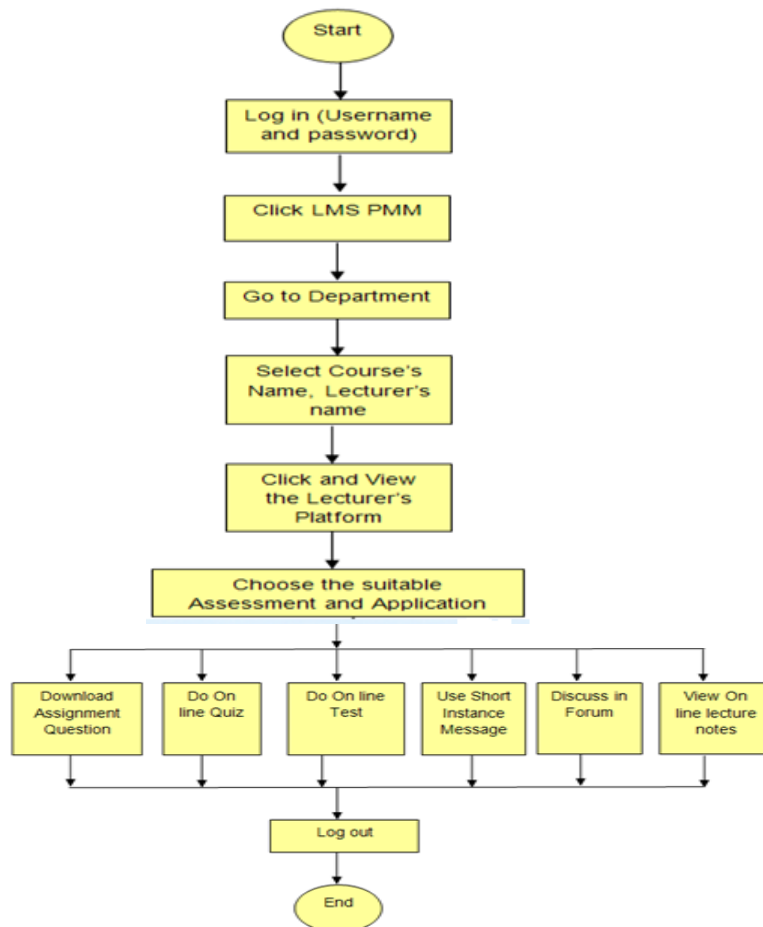 Start
Log in (Username
and password)
Click LMS PMM
Go to Department
Select Course's
Name, Lecturer's
name
Click and View
the Lecturer's
Platform
Choose the suitable
Assessment and Application
Download
Assignment
Question
Do On
line Quiz
Do On line
Test
Use Short
Instance
Message
Discuss in
Forum
View On
line lecture
notes
Log out
End